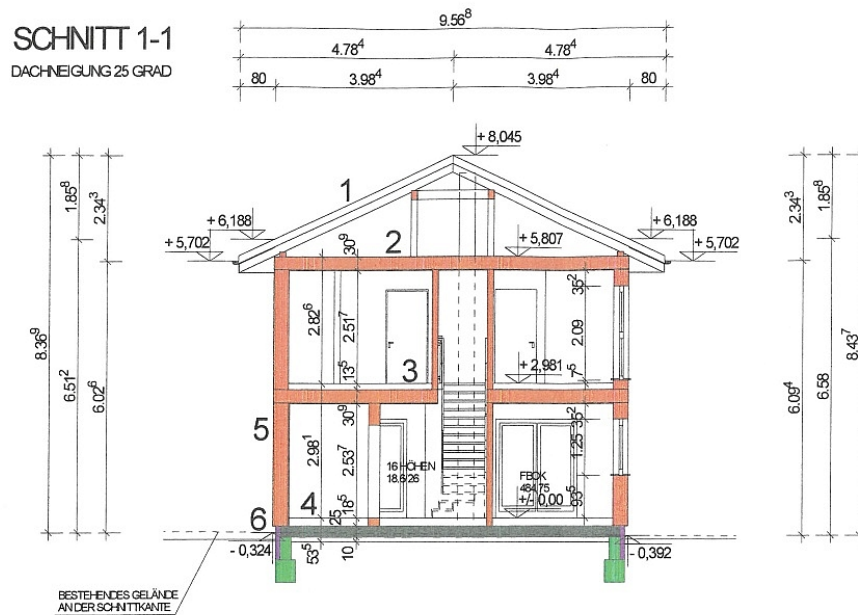 SCHNITT 1-1
DACHNEIGUNG 25 GRAD
9.56⁸
4.78⁴ 4.78⁴
80 3.98⁴ 3.98⁴ 80
+ 8,045
1
1.85⁸ 2.34³ 2.34³ 1.85⁸
+ 6,188 + 6,188
+ 5,702 + 5,702
2
30⁹
+ 5,807
35²
2.82⁶ 2.51⁷ 2.09
8.36⁹ 6.51² 6.02⁶ 6.09⁴ 6.58 8.43⁷
3
13⁵ + 2,981 7⁵
30⁹ 35²
5
2.98¹ 2.53⁷ 1.25
16 HÖHEN
18.6/26
FBOK
484,75
+/- 0,00
93⁵
4
18⁵
25
6
- 0,324 - 0,392
53⁵ 10
BESTEHENDES GELÄNDE
AN DER SCHNITTKANTE